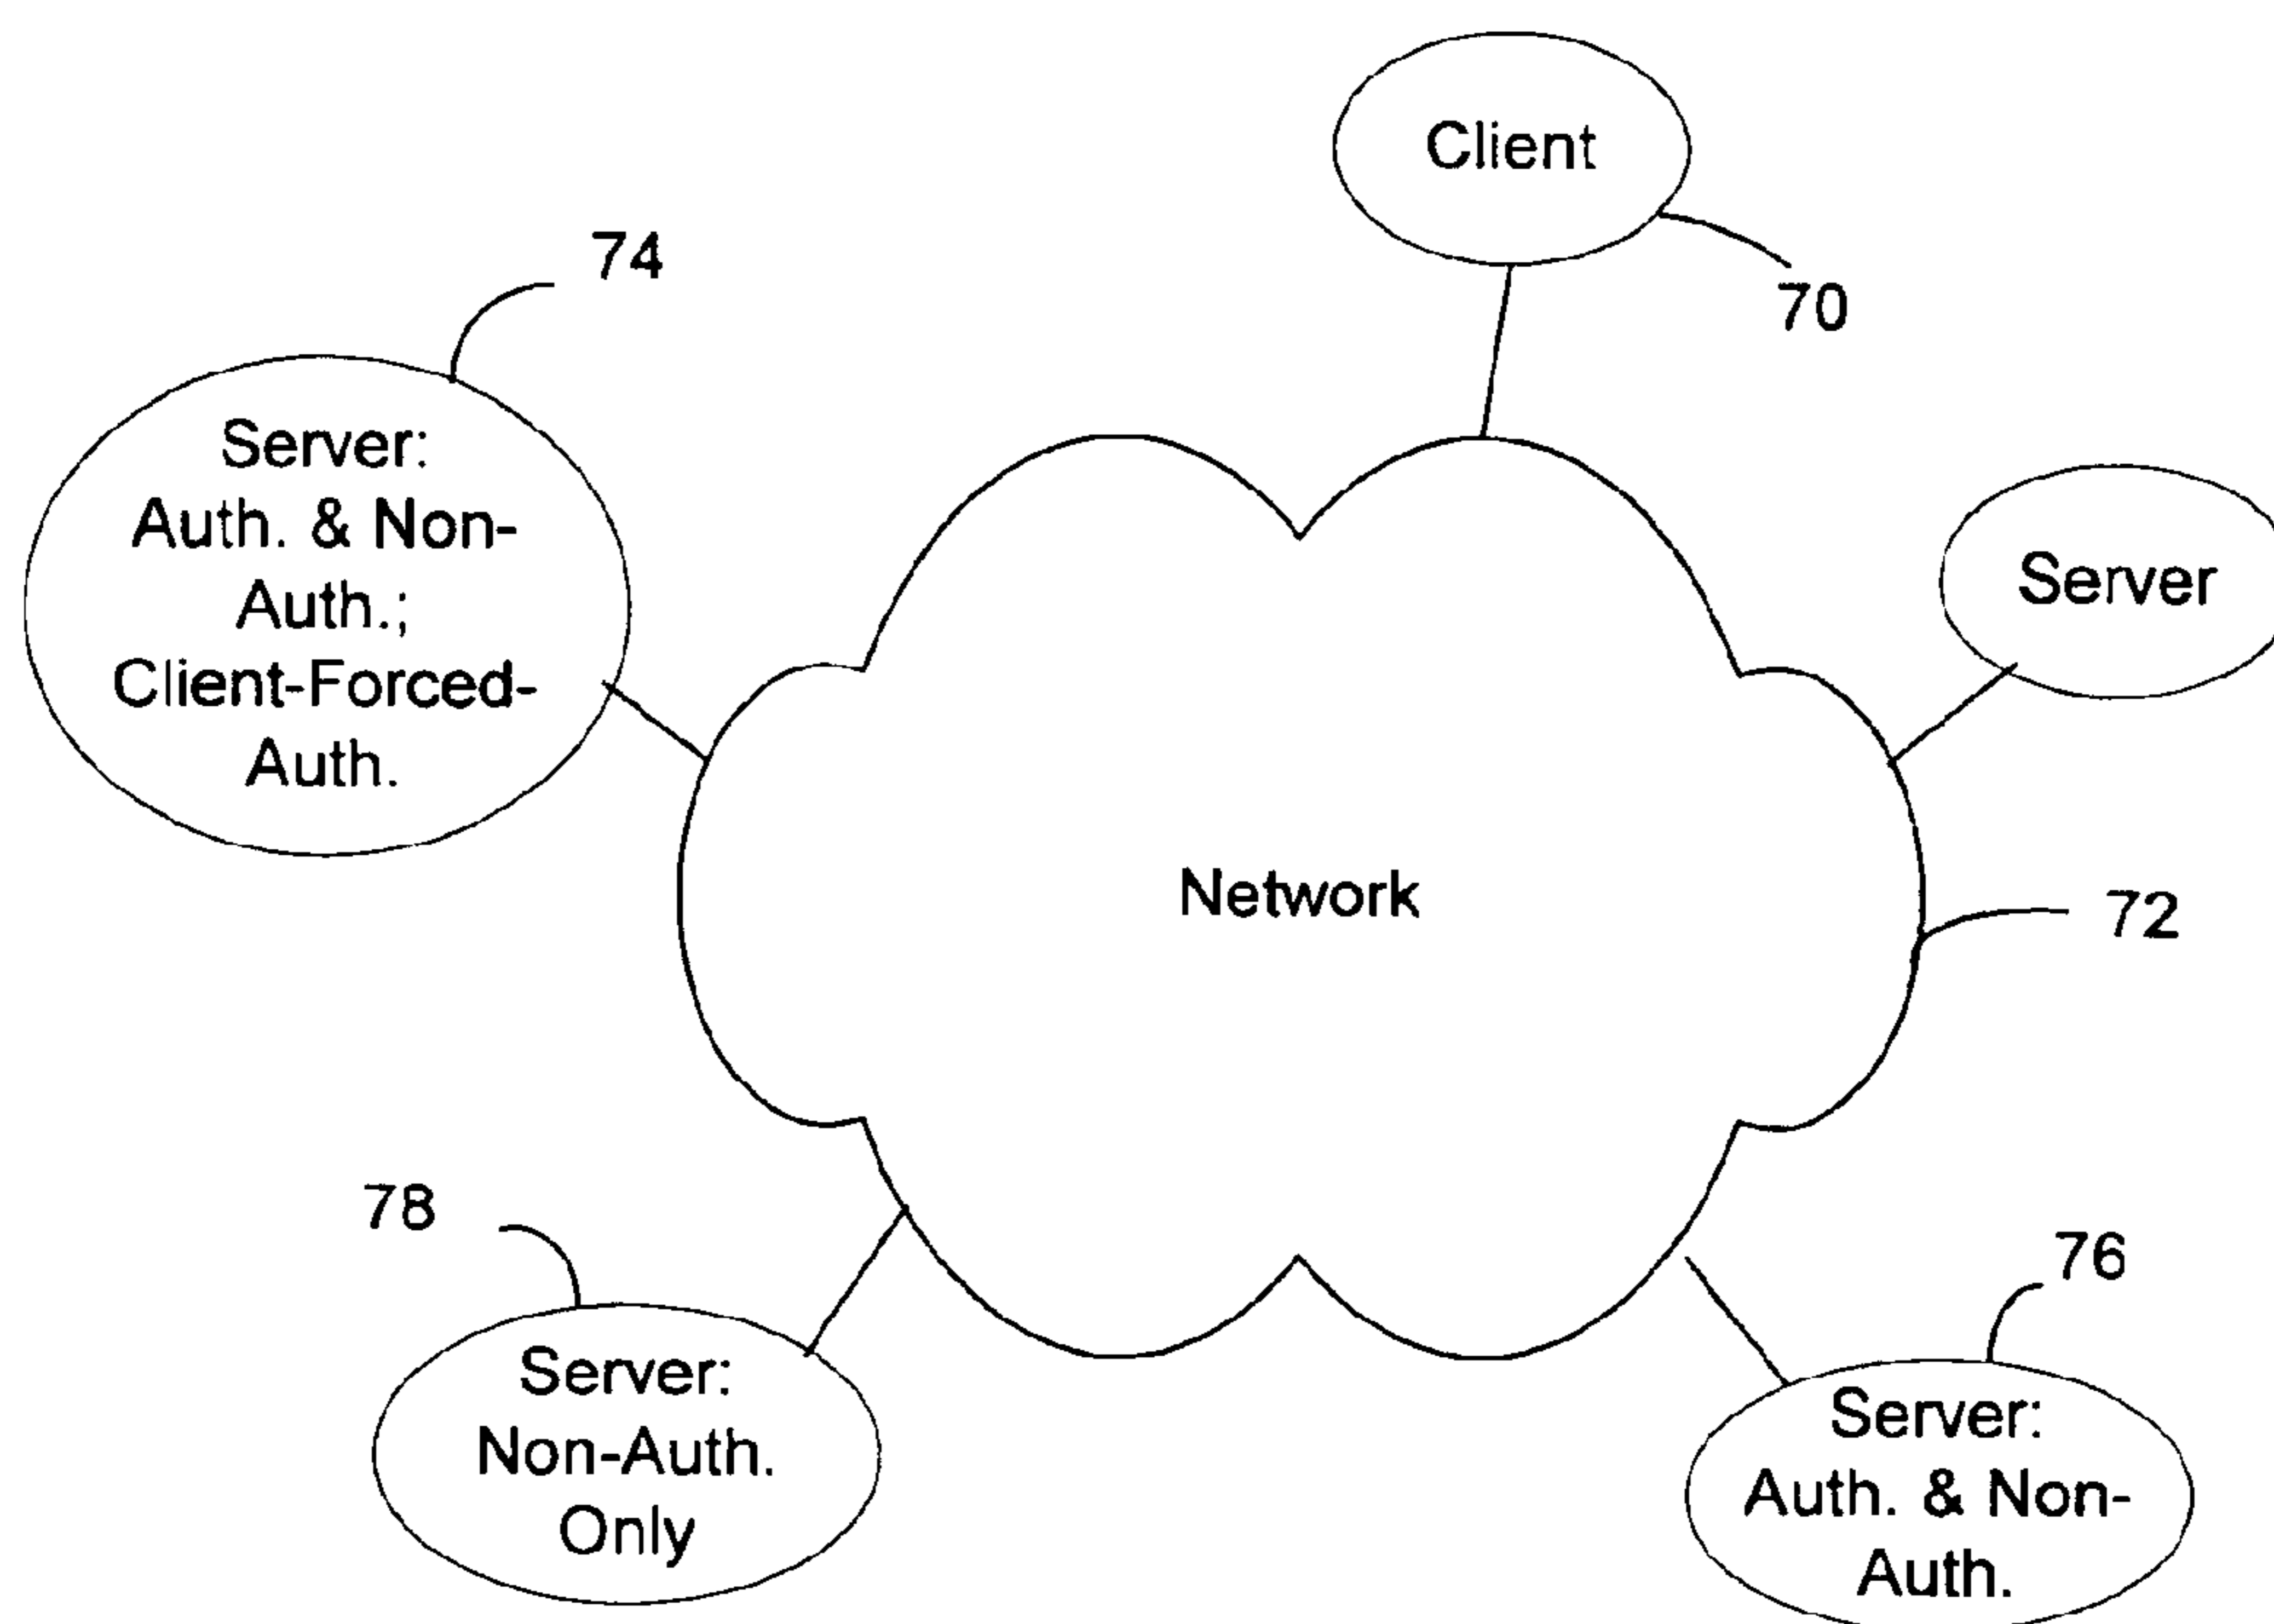 Client
70
74
Server:
Auth. & Non-
Auth.;
Client-Forced-
Auth.
Server
Network
72
78
Server:
Non-Auth.
Only
76
Server:
Auth. & Non-
Auth.